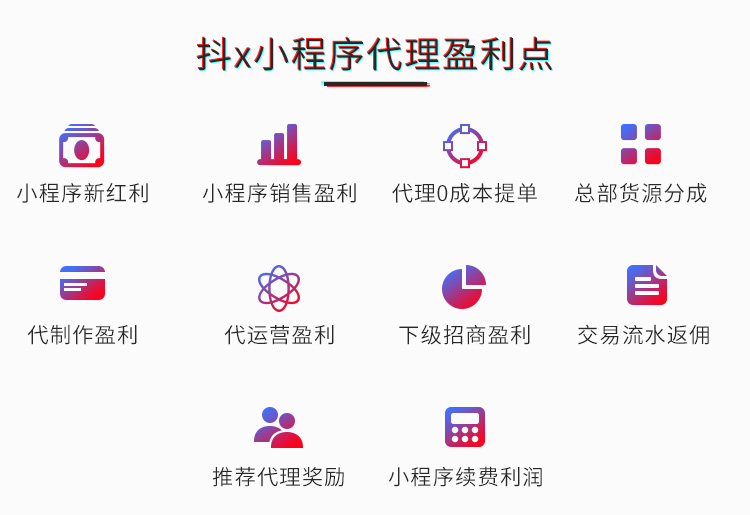 抖x小程序代理盈利点
小程序新红利
小程序销售盈利
代理0成本提单
总部货源分成
代制作盈利
代运营盈利
下级招商盈利
交易流水返佣
推荐代理奖励
小程序续费利润